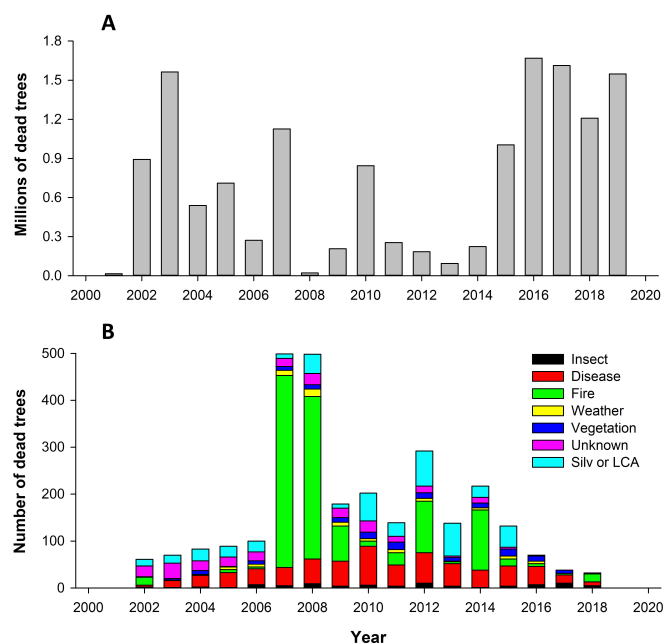 A
Millions of dead trees
1.8
1.5
1.2
0.9
0.6
0.3
0.0
2000 2002 2004 2006 2008 2010 2012 2014 2016 2018 2020
B
Number of dead trees
500
400
300
200
100
0
Insect
Disease
Fire
Weather
Vegetation
Unknown
Silv or LCA
2000 2002 2004 2006 2008 2010 2012 2014 2016 2018 2020
Year